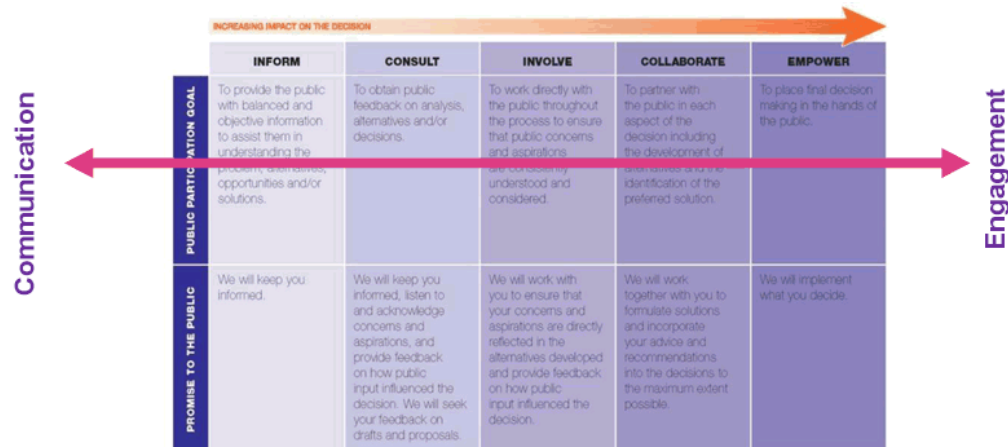 INCREASING IMPACT ON THE DECISION
INFORM
CONSULT
INVOLVE
COLLABORATE
EMPOWER
Communication
PUBLIC PARTICIPATION GOAL
To provide the public
with balanced and
objective information
to assist them in
understanding the
problem, alternatives,
opportunities and/or
solutions.
To obtain public
feedback on analysis,
alternatives and/or
decisions.
To work directly with
the public throughout
the process to ensure
that public concerns
and aspirations
are consistently
understood and
considered.
To partner with
the public in each
aspect of the
decision including
the development of
alternatives and the
identification of the
preferred solution.
To place final decision
making in the hands of
the public.
Engagement
PROMISE TO THE PUBLIC
We will keep you
informed.
We will keep you
informed, listen to
and acknowledge
concerns and
aspirations, and
provide feedback
on how public
input influenced the
decision. We will seek
your feedback on
drafts and proposals.
We will work with
you to ensure that
your concerns and
aspirations are directly
reflected in the
alternatives developed
and provide feedback
on how public
input influenced the
decision.
We will work
together with you to
formulate solutions
and incorporate
your advice and
recommendations
into the decisions to
the maximum extent
possible.
We will implement
what you decide.